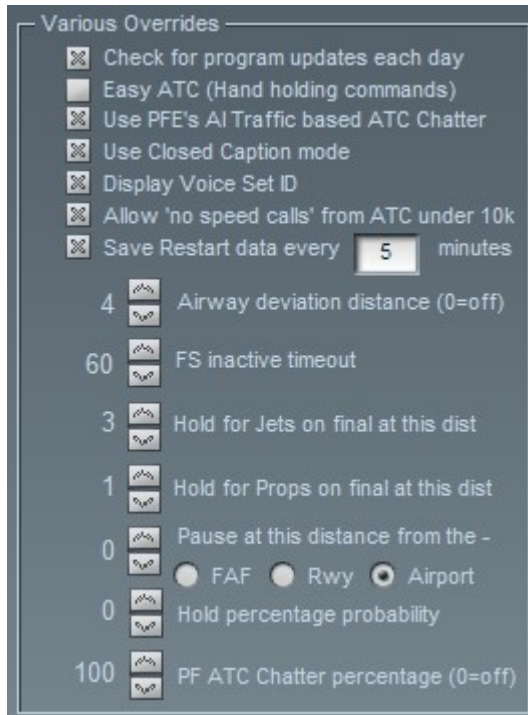 Various Overrides
Check for program updates each day
Easy ATC (Hand holding commands)
Use PFE's AI Traffic based ATC Chatter
Use Closed Caption mode
Display Voice Set ID
Allow 'no speed calls' from ATC under 10k
Save Restart data every 5 minutes
4 Airway deviation distance (0=off)
60 FS inactive timeout
3 Hold for Jets on final at this dist
1 Hold for Props on final at this dist
0 Pause at this distance from the -
FAF Rwy Airport
0 Hold percentage probability
100 PF ATC Chatter percentage (0=off)